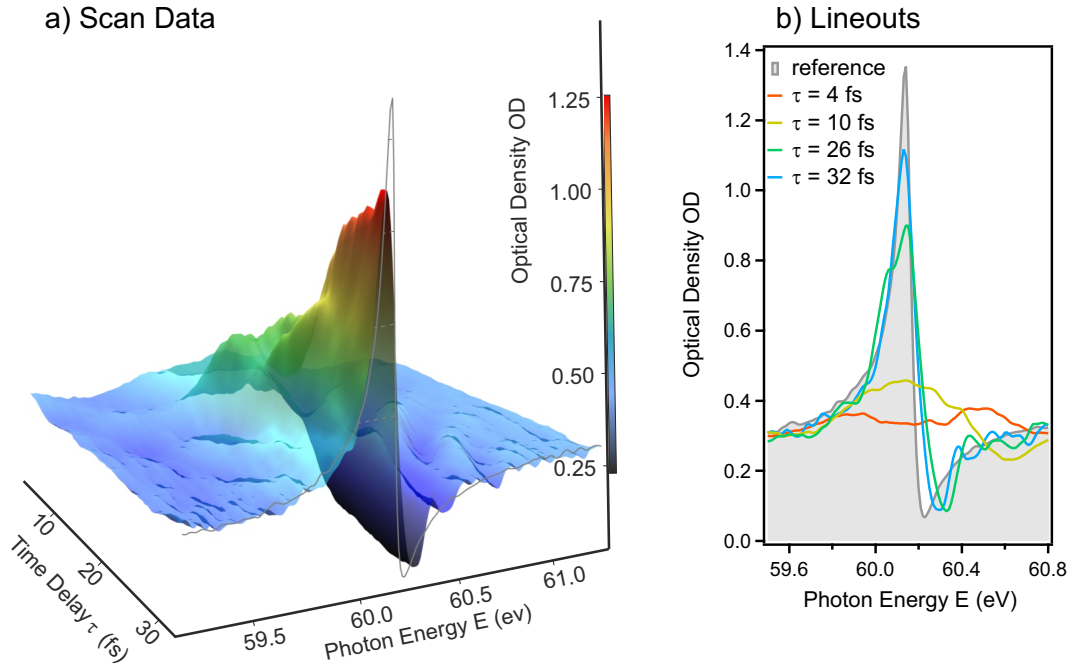 a) Scan Data
Optical Density OD
1.25
1.00
0.75
0.50
0.25
10
20
30
Time Delay τ (fs)
59.5
60.0
60.5
61.0
Photon Energy E (ev)
b) Lineouts
reference
τ = 4 fs
τ = 10 fs
τ = 26 fs
τ = 32 fs
Optical Density OD
1.4
1.2
1.0
0.8
0.6
0.4
0.2
0.0
59.6
60.0
60.4
60.8
Photon Energy E (eV)